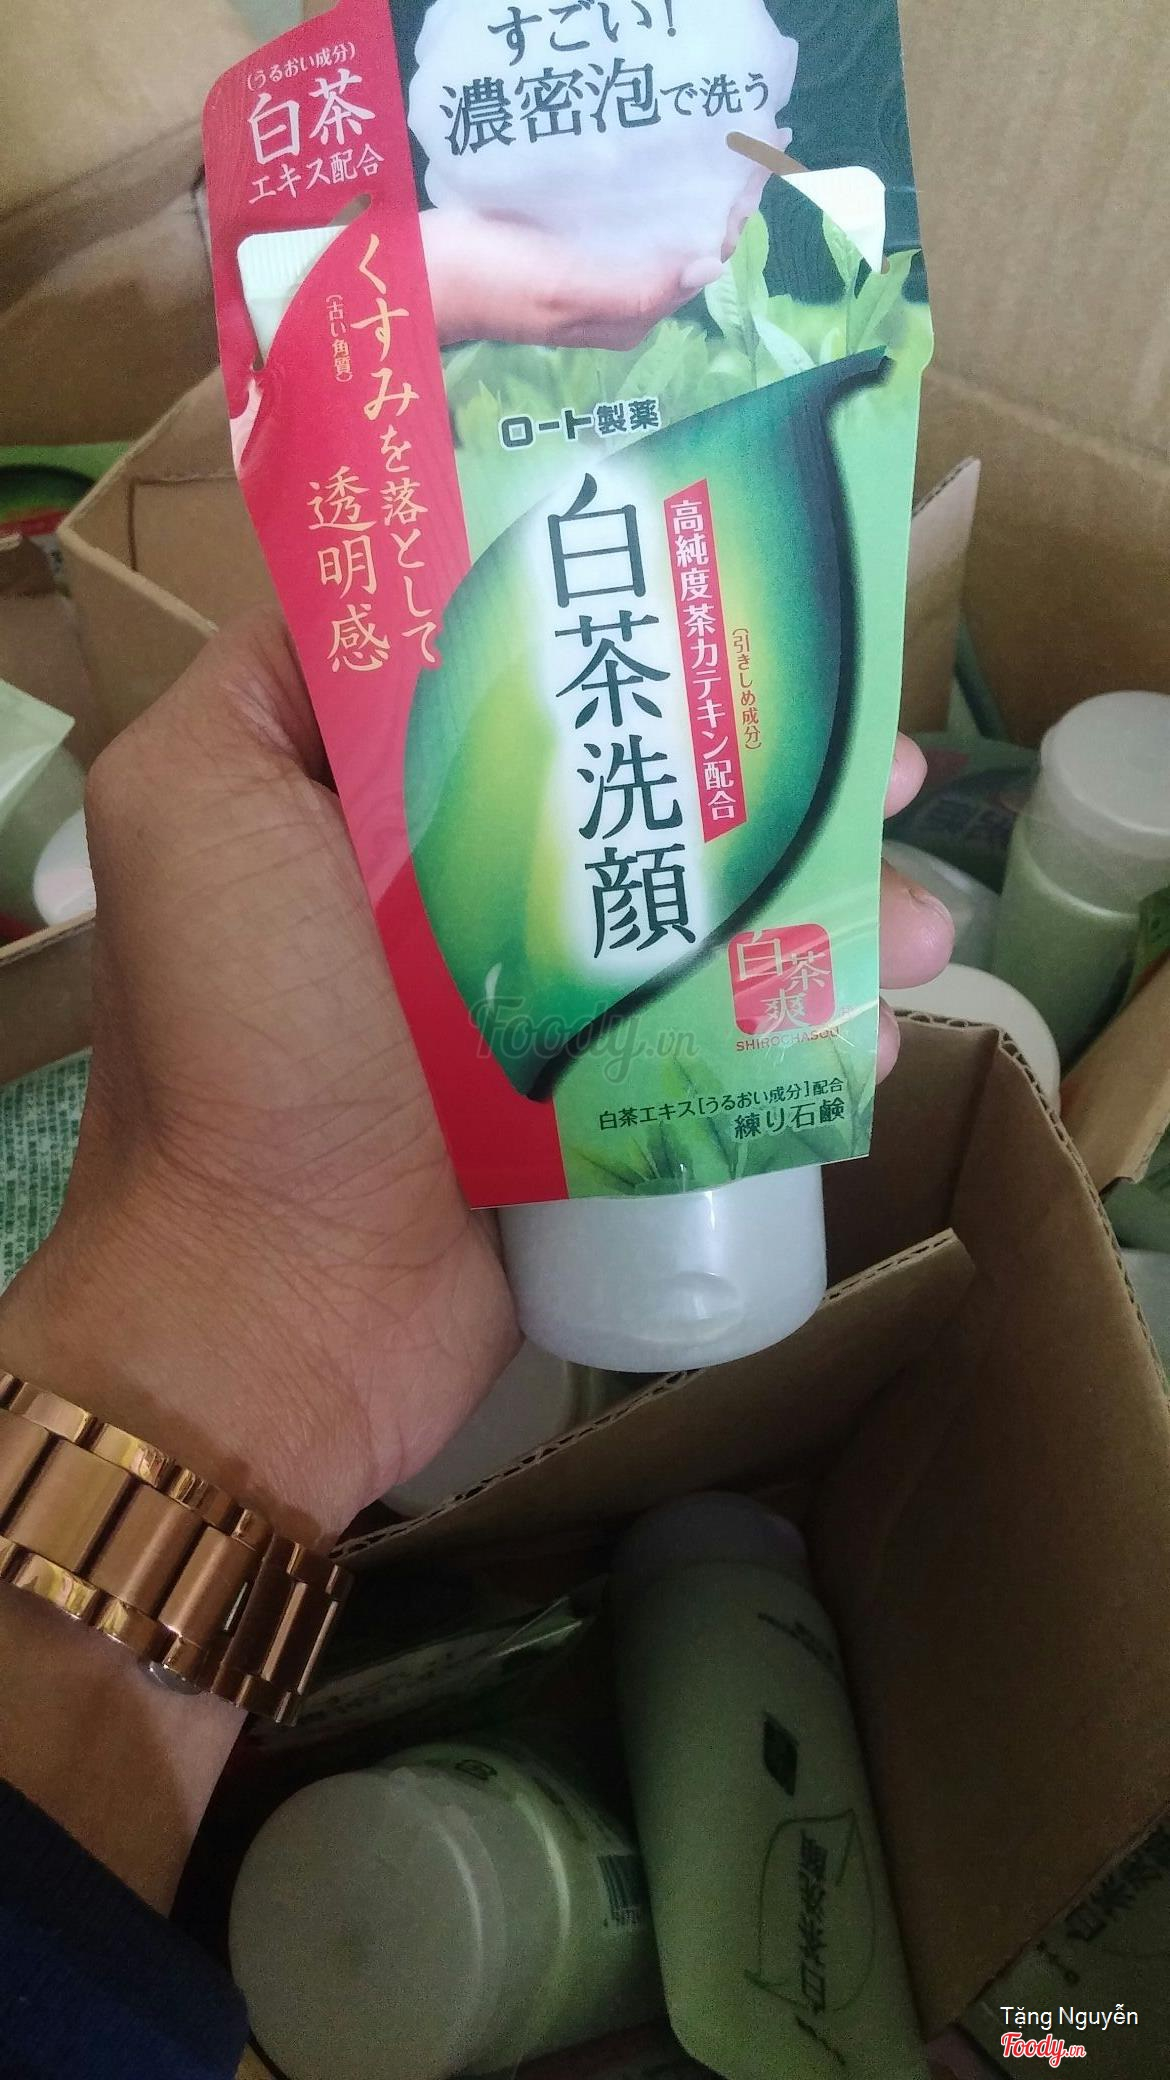 すごい!
濃密泡で洗う
(うるおい成分)
白茶
エキス配合
くすみを落として
(古い角質)
透明感
ロート製薬
白茶洗顔
高純度茶カテキン配合
(引きしめ成分)
白茶
爽
SHIROCHASOU
白茶エキス[うるおい成分]配合
練り石鹸
Foody.vn
Tặng Nguyễn
Foody.vn